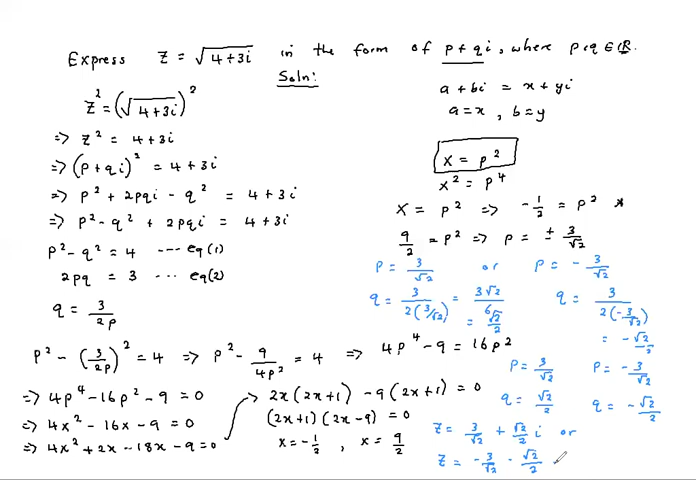 Express z = √(4+3i) in the form of p+qi, where p,q ∈ ℝ.
Soln:
z² = (√(4+3i))²
=> z² = 4+3i
=> (p+qi)² = 4+3i
=> p² + 2pqi - q² = 4+3i
=> p² - q² + 2pqi = 4+3i
p² - q² = 4 --- eq(1)
2pq = 3 --- eq(2)
q = 3/2p
p² - (3/2p)² = 4 => p² - 9/4p² = 4 => 4p⁴ - 9 = 16p²
=> 4p⁴ - 16p² - 9 = 0
=> 4x² - 16x - 9 = 0
=> 4x² + 2x - 18x - 9 = 0
2x(2x+1) - 9(2x+1) = 0
(2x+1)(2x-9) = 0
x = -1/2 , x = 9/2
a + bi = x + yi
a = x , b = y
x = p²
x² = p⁴
x = p² => -1/2 = p² *
9/2 = p² => p = ± 3/√2
p = 3/√2 or p = - 3/√2
q = 3/2(3/√2) = 3√2/6 q = 3/2(-3/√2)
= √2/2 = -√2/2
p = 3/√2 p = -3/√2
q = √2/2 q = -√2/2
z = 3/√2 + √2/2 i or
z = -3/√2 - √2/2